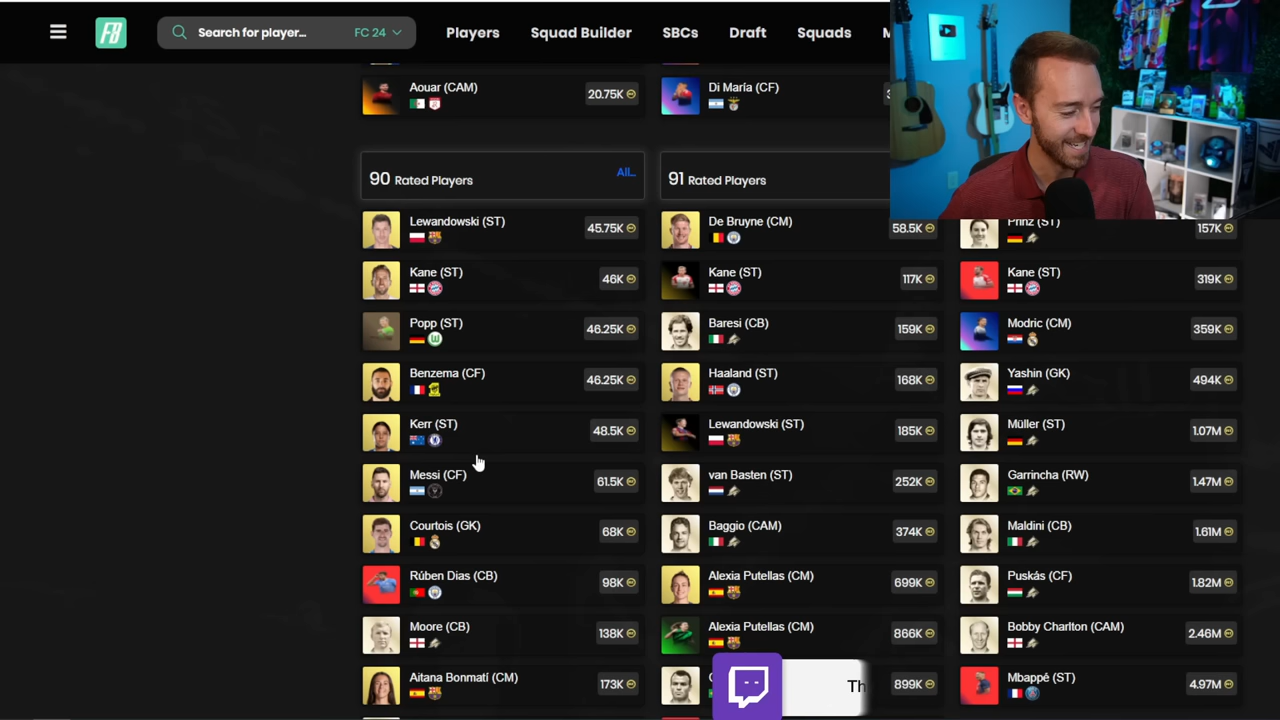 FB
Search for player...
FC 24
Players
Squad Builder
SBCs
Draft
Squads
Aouar (CAM)
20.75K
Di María (CF)
90 Rated Players
All..
Lewandowski (ST)
45.75K
Kane (ST)
46K
Popp (ST)
46.25K
Benzema (CF)
46.25K
Kerr (ST)
48.5K
Messi (CF)
61.5K
Courtois (GK)
68K
Rúben Dias (CB)
98K
Moore (CB)
138K
Aitana Bonmatí (CM)
173K
91 Rated Players
De Bruyne (CM)
58.5K
Kane (ST)
117K
Baresi (CB)
159K
Haaland (ST)
168K
Lewandowski (ST)
185K
van Basten (ST)
252K
Baggio (CAM)
374K
Alexia Putellas (CM)
699K
Alexia Putellas (CM)
866K
899K
Prinz (ST)
157K
Kane (ST)
319K
Modric (CM)
359K
Yashin (GK)
494K
Müller (ST)
1.07M
Garrincha (RW)
1.47M
Maldini (CB)
1.61M
Puskás (CF)
1.82M
Bobby Charlton (CAM)
2.46M
Mbappé (ST)
4.97M
Th